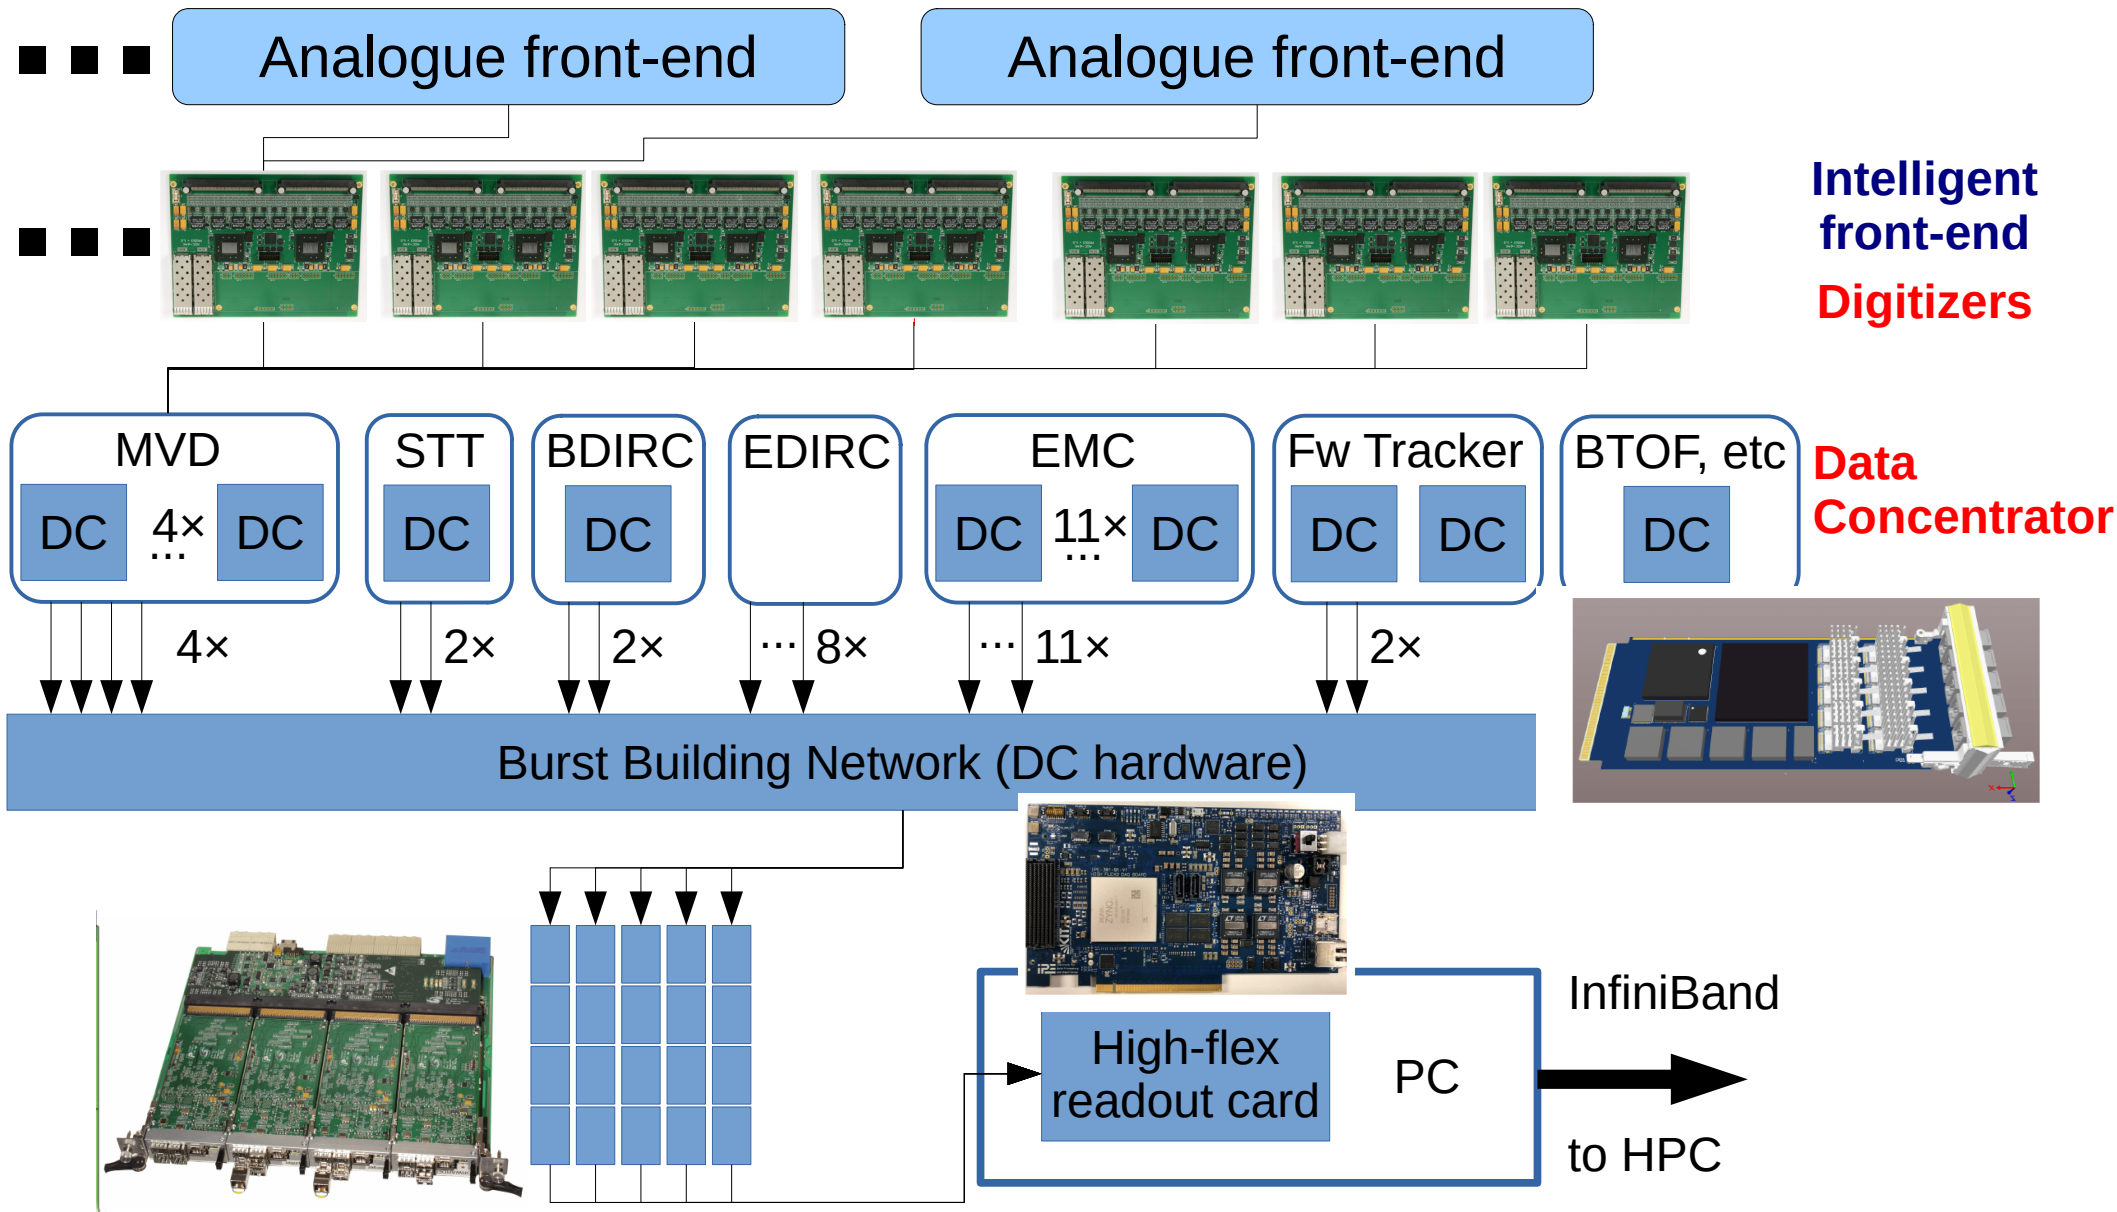 Analogue front-end
Analogue front-end
Intelligent
front-end
Digitizers
MVD
STT
BDIRC
EDIRC
EMC
Fw Tracker
BTOF, etc
Data
Concentrator
DC
4×
...
DC
DC
DC
DC
11×
...
DC
DC
DC
DC
4×
2×
2×
... 8×
... 11×
2×
Burst Building Network (DC hardware)
ZYNQ
KIT
High-flex
readout card
PC
InfiniBand
to HPC